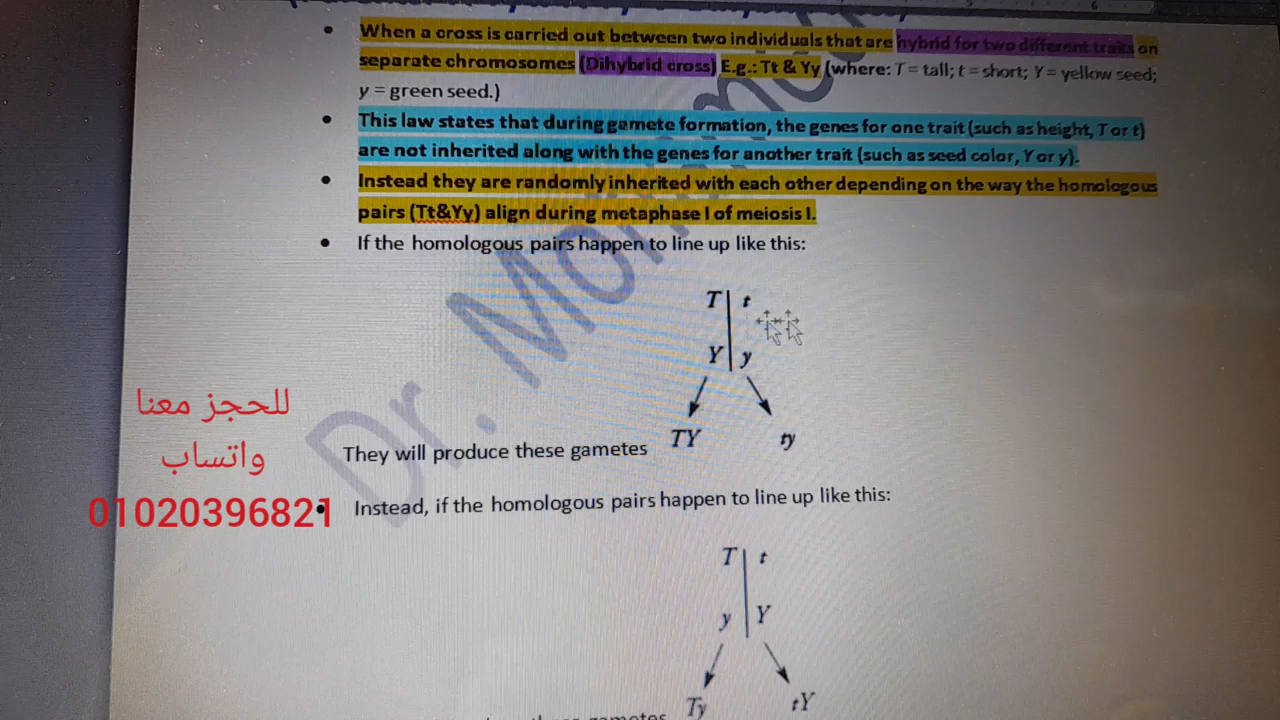 When a cross is carried out between two individuals that are hybrid for two different traits on
separate chromosomes (Dihybrid cross) E.g.: Tt & Yy (where: T = tall; t = short; Y = yellow seed;
y = green seed.)
This law states that during gamete formation, the genes for one trait (such as height, T or t)
are not inherited along with the genes for another trait (such as seed color, Y or y).
Instead they are randomly inherited with each other depending on the way the homologous
pairs (Tt&Yy) align during metaphase I of meiosis I.
If the homologous pairs happen to line up like this:
T t
Y y
TY ty
They will produce these gametes
للحجز معنا
واتساب
01020396821
Instead, if the homologous pairs happen to line up like this:
T t
y Y
Ty tY
gametes